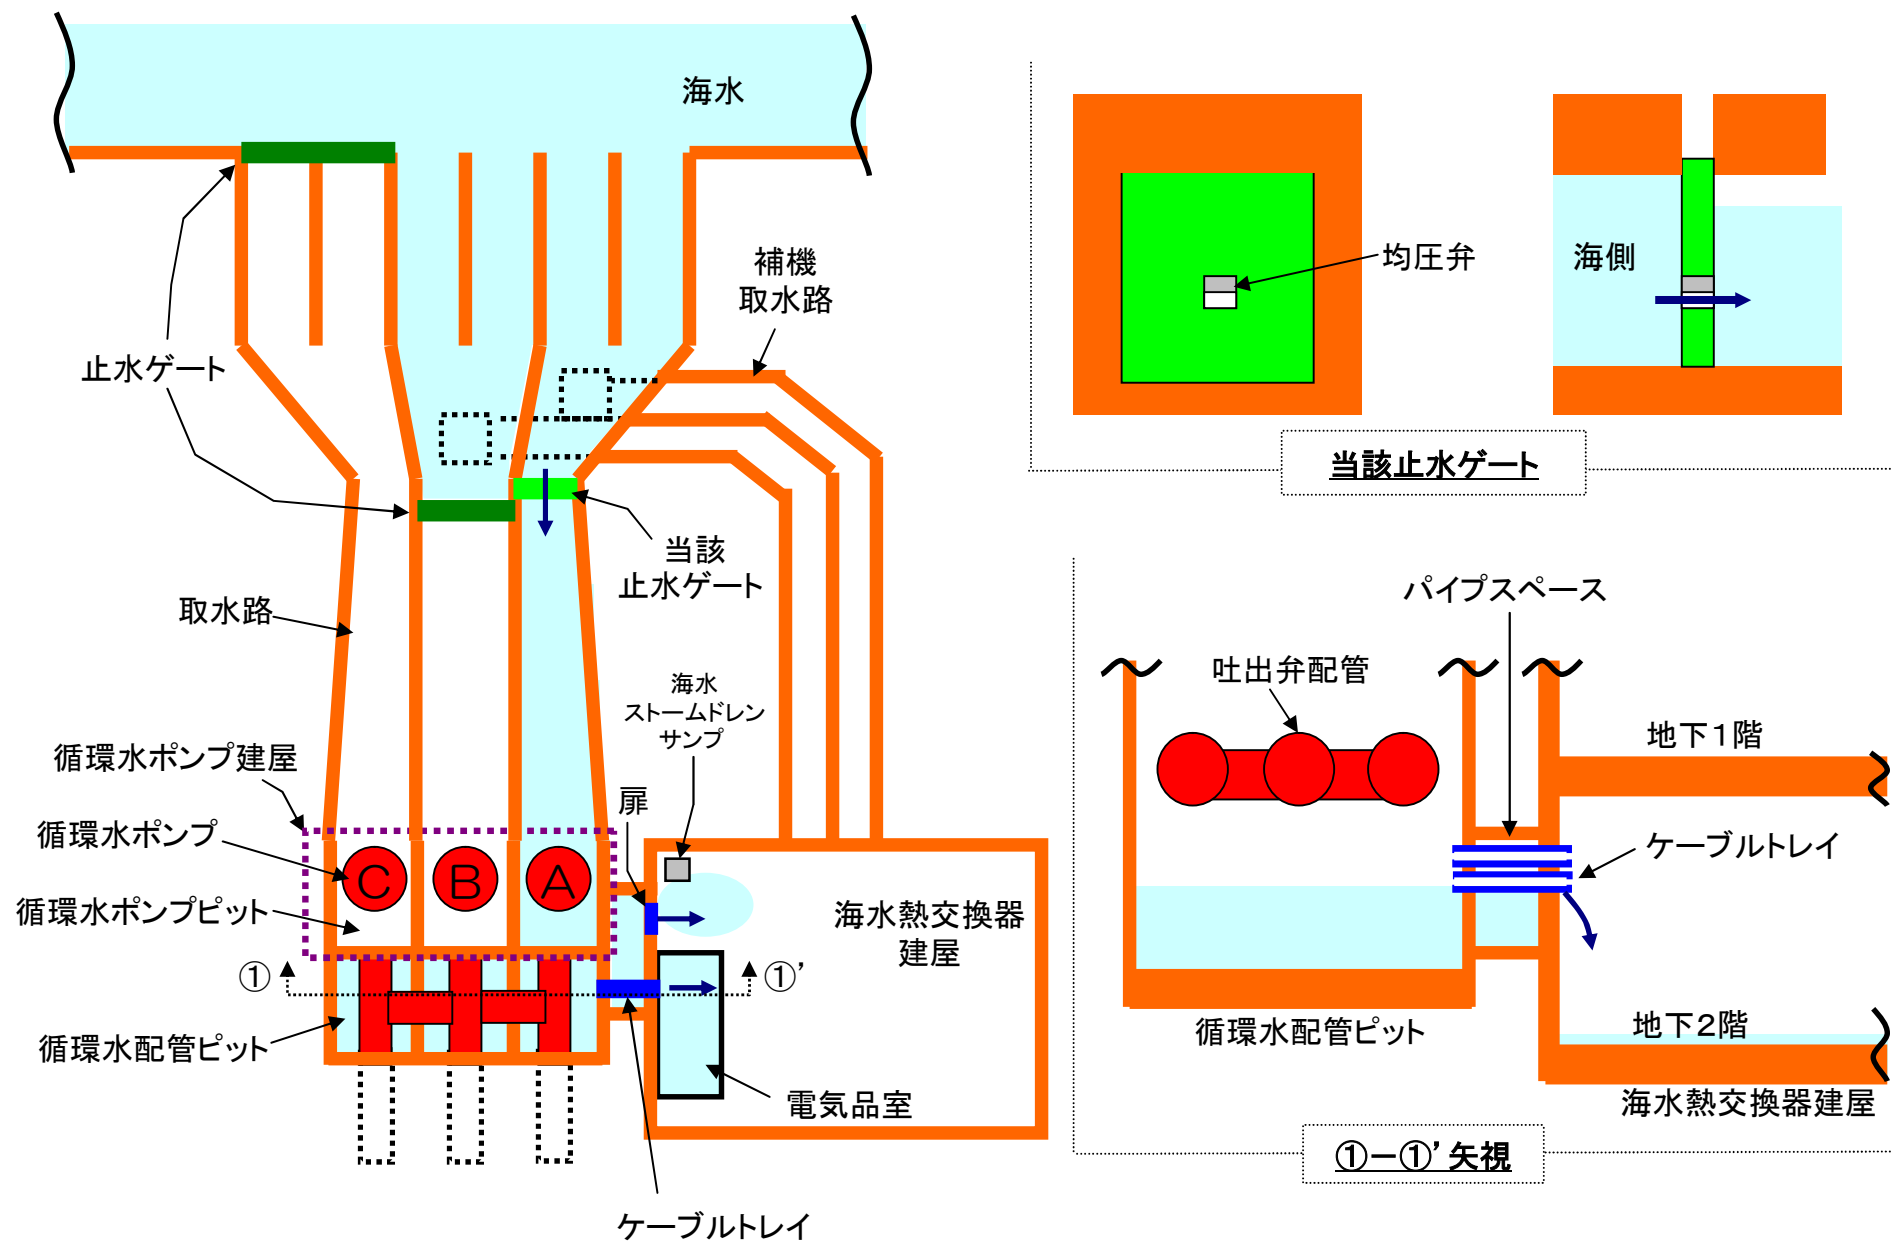 海水
補機
取水路
止水ゲート
当該
止水ゲート
取水路
海水
ストームドレン
サンプ
循環水ポンプ建屋
扉
循環水ポンプ
C
B
A
循環水ポンプピット
海水熱交換器
建屋
①
①’
循環水配管ピット
電気品室
ケーブルトレイ
均圧弁
海側
当該止水ゲート
パイプスペース
吐出弁配管
地下1階
ケーブルトレイ
循環水配管ピット
地下2階
海水熱交換器建屋
①-①’矢視